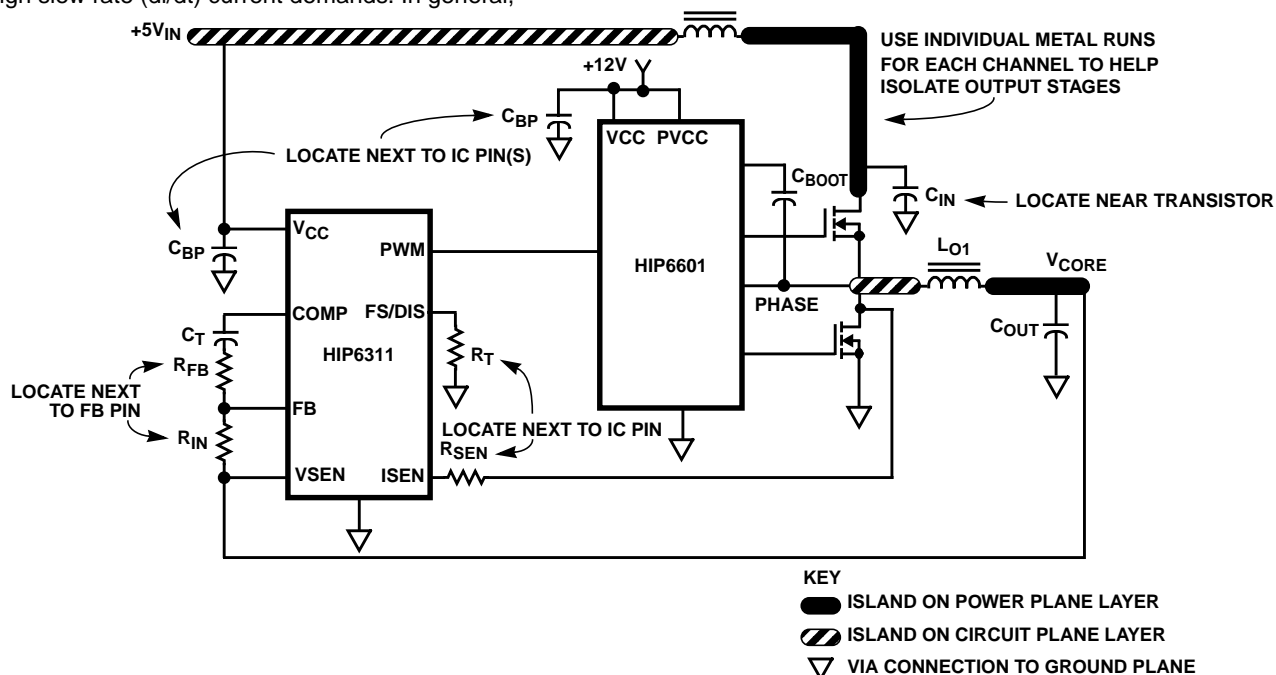 igh slew rate (di/dt) current demands. In general,
+5VIN
USE INDIVIDUAL METAL RUNS
FOR EACH CHANNEL TO HELP
ISOLATE OUTPUT STAGES
+12V
CBP
VCC PVCC
LOCATE NEXT TO IC PIN(S)
CBOOT
CIN
LOCATE NEAR TRANSISTOR
CBP
VCC
PWM
HIP6601
LO1
VCORE
PHASE
COMP
FS/DIS
COUT
CT
RFB
HIP6311
RT
LOCATE NEXT
TO FB PIN
FB
RIN
LOCATE NEXT TO IC PIN
RSEN
VSEN
ISEN
KEY
ISLAND ON POWER PLANE LAYER
ISLAND ON CIRCUIT PLANE LAYER
VIA CONNECTION TO GROUND PLANE